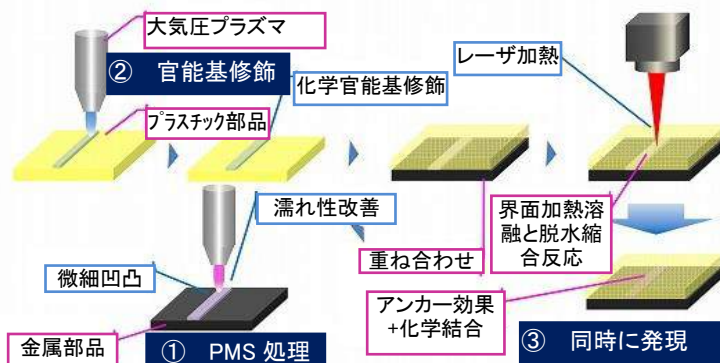 大気圧プラズマ
② 官能基修飾
化学官能基修飾
プラスチック部品
レーザ加熱
濡れ性改善
重ね合わせ
界面加熱溶
融と脱水縮
合反応
微細凹凸
金属部品
① PMS 処理
アンカー効果
+化学結合
③ 同時に発現